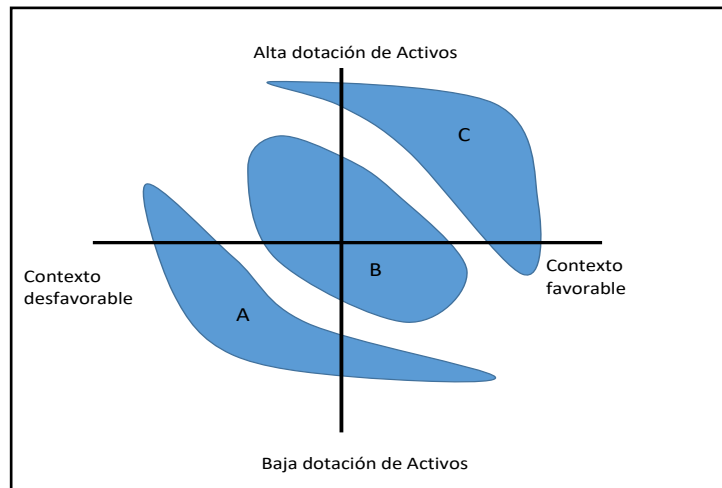 Alta dotación de Activos
C
B
Contexto
desfavorable
Contexto
favorable
A
Baja dotación de Activos